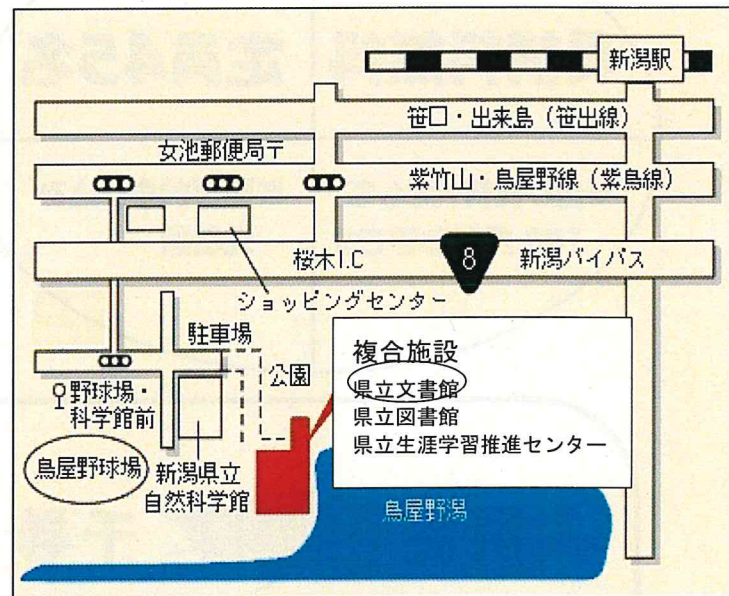 新潟駅
笹口・出来島（笹出線）
女池郵便局〒
紫竹山・鳥屋野線（紫鳥線）
桜木I.C
8
新潟バイパス
ショッピングセンター
駐車場
公園
複合施設
県立文書館
県立図書館
県立生涯学習推進センター
野球場・
科学館前
鳥屋野球場
新潟県立
自然科学館
鳥屋野潟